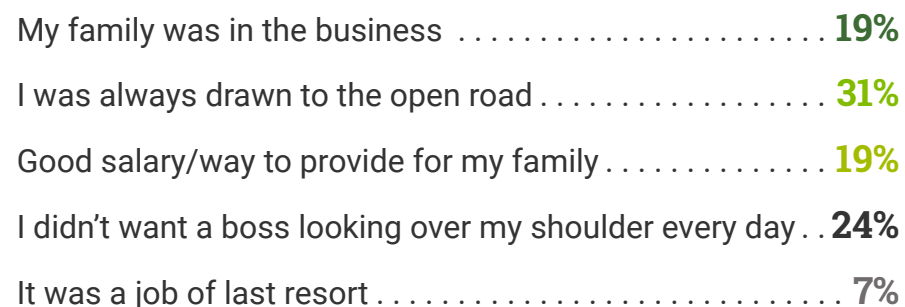 My family was in the business . . . . . . . . . . . . . . . . . . . . . . . 19%
I was always drawn to the open road . . . . . . . . . . . . . . . . . . 31%
Good salary/way to provide for my family . . . . . . . . . . . . . . 19%
I didn’t want a boss looking over my shoulder every day . . 24%
It was a job of last resort . . . . . . . . . . . . . . . . . . . . . . . . . . . . . 7%